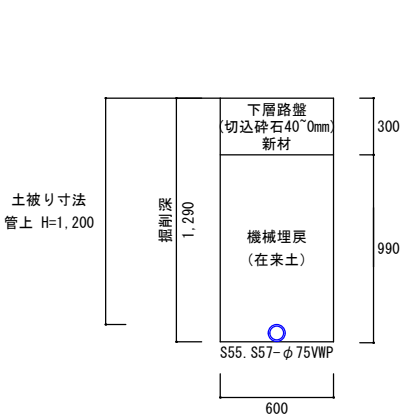 下層路盤
(切込砕石40~0mm)
新材
300
土被り寸法
管上 H=1,200
掘削深
1,290
機械埋戻
(在来土)
990
S55. S57-φ75VWP
600